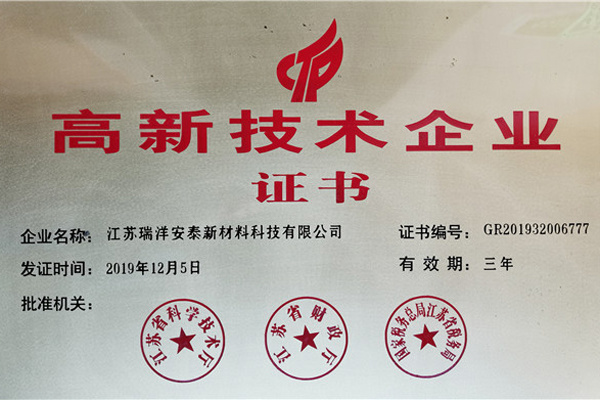 CTP
高新技术企业
证书
企业名称：江苏瑞洋安泰新材料科技有限公司 证书编号：GR201932006777
发证时间：2019年12月5日 有效期：三年
批准机关：
江苏省科学技术厅 江苏省财政厅 国家税务总局江苏省税务局